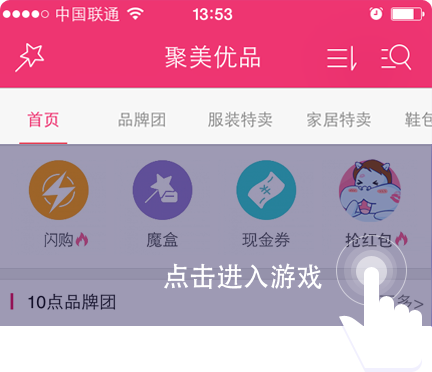 中国联通 13:53
聚美优品
首页 品牌团 服装特卖 家居特卖 鞋包
闪购 魔盒 现金券 抢红包
点击进入游戏
10点品牌团 多